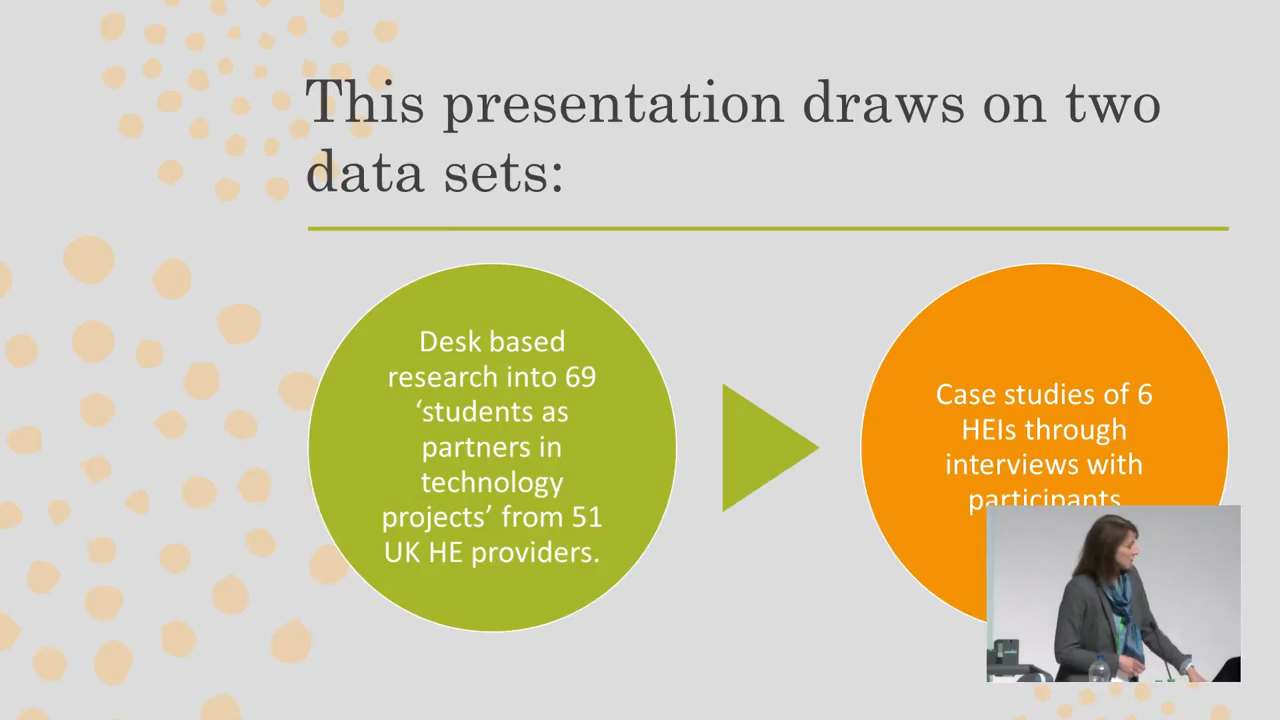 This presentation draws on two
data sets:
Desk based
research into 69
‘students as
partners in
technology
projects’ from 51
UK HE providers.
Case studies of 6
HEIs through
interviews with
participants